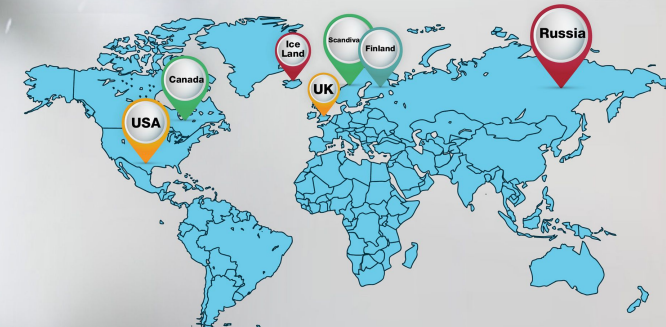 Ice
Land
Scandiva
Finland
Russia
Canada
UK
USA